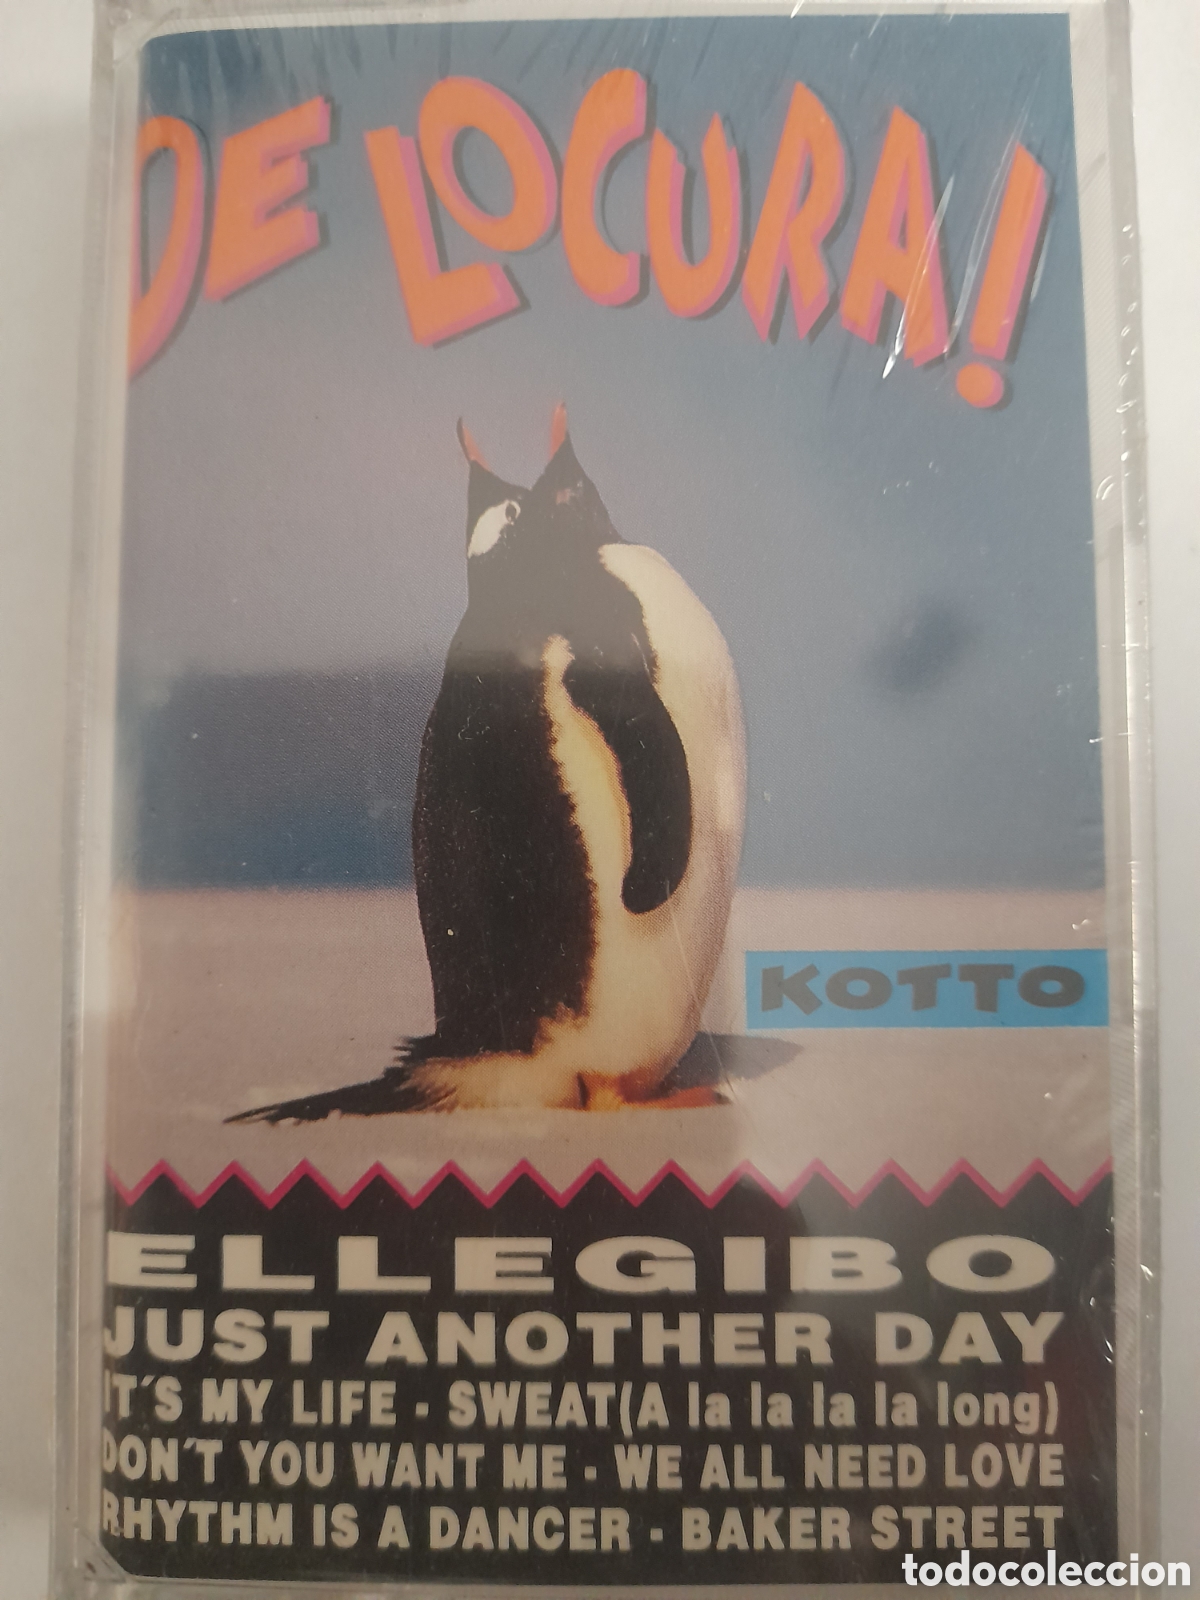 DE LOCURA!
KOTTO
ELLEGIBO
JUST ANOTHER DAY
IT´S MY LIFE - SWEAT(A la la la la long)
DON´T YOU WANT ME - WE ALL NEED LOVE
RHYTHM IS A DANCER - BAKER STREET
todocoleccion